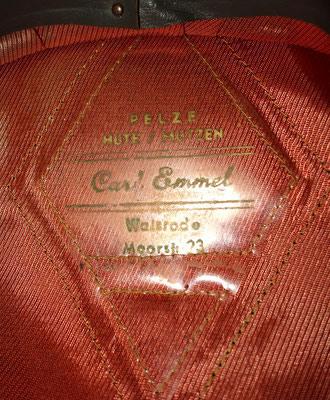 PELZE
HÜTE / MÜTZEN
Carl Emmel
Walsrode
Moorstr. 23